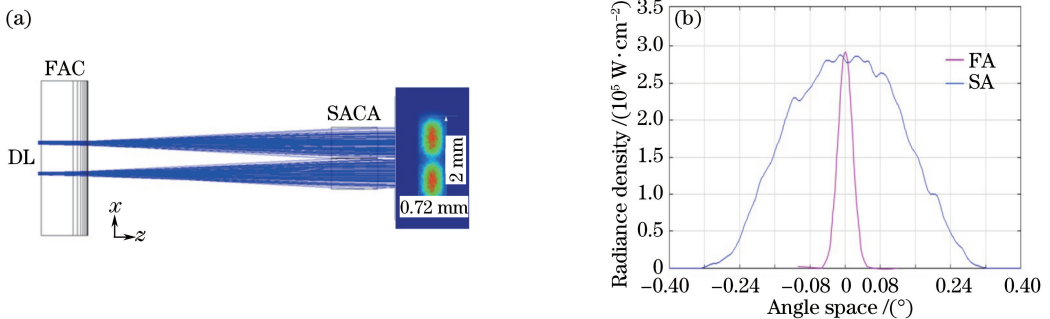 (a)
FAC
SACA
DL
2 mm
0.72 mm
x
z
(b)
Radiance density /(10⁵ W·cm⁻²)
3.5
3.0
2.5
2.0
1.5
1.0
0.5
0
FA
SA
−0.40 −0.24 −0.08 0 0.08 0.24 0.40
Angle space /(°)